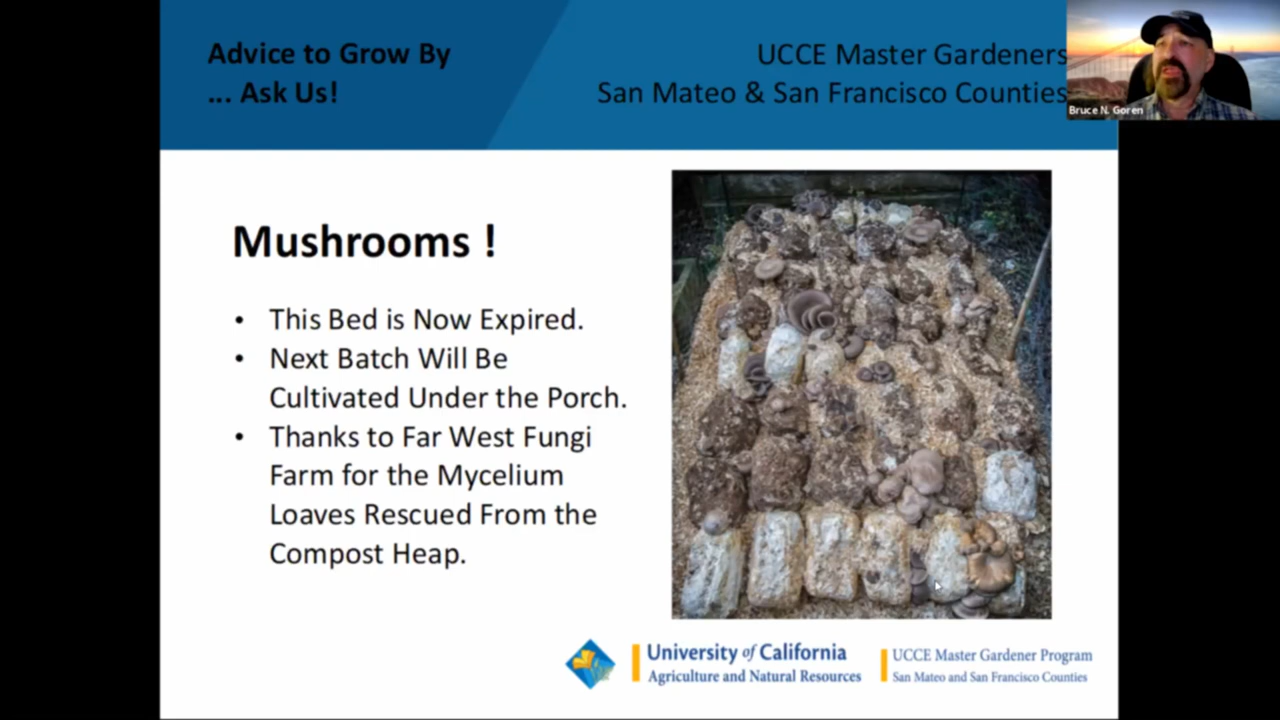 Advice to Grow By
... Ask Us!
UCCE Master Gardeners
San Mateo & San Francisco Counties
Bruce N. Goren
Mushrooms !
• This Bed is Now Expired.
• Next Batch Will Be
Cultivated Under the Porch.
• Thanks to Far West Fungi
Farm for the Mycelium
Loaves Rescued From the
Compost Heap.
University of California
Agriculture and Natural Resources
UCCE Master Gardener Program
San Mateo and San Francisco Counties